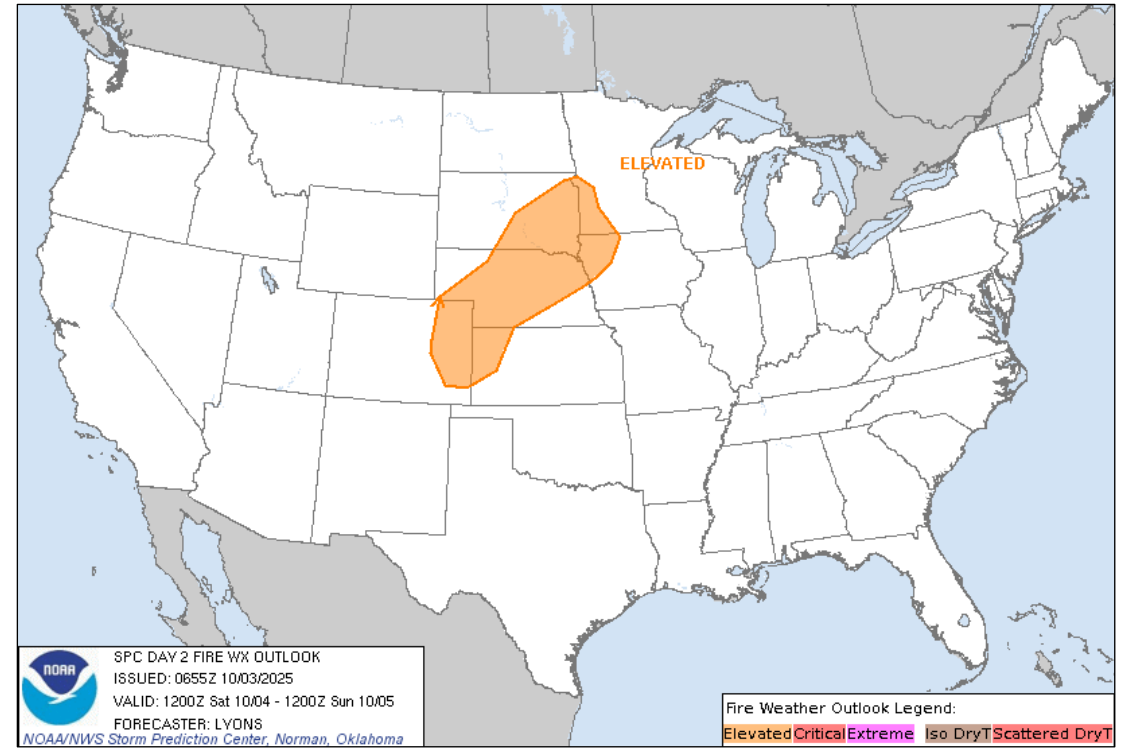 ELEVATED
NOAA
SPC DAY 2 FIRE WX OUTLOOK
ISSUED: 0655Z 10/03/2025
VALID: 1200Z Sat 10/04 - 1200Z Sun 10/05
FORECASTER: LYONS
NOAA/NWS Storm Prediction Center, Norman, Oklahoma
Fire Weather Outlook Legend:
Elevated Critical Extreme Iso DryT Scattered DryT